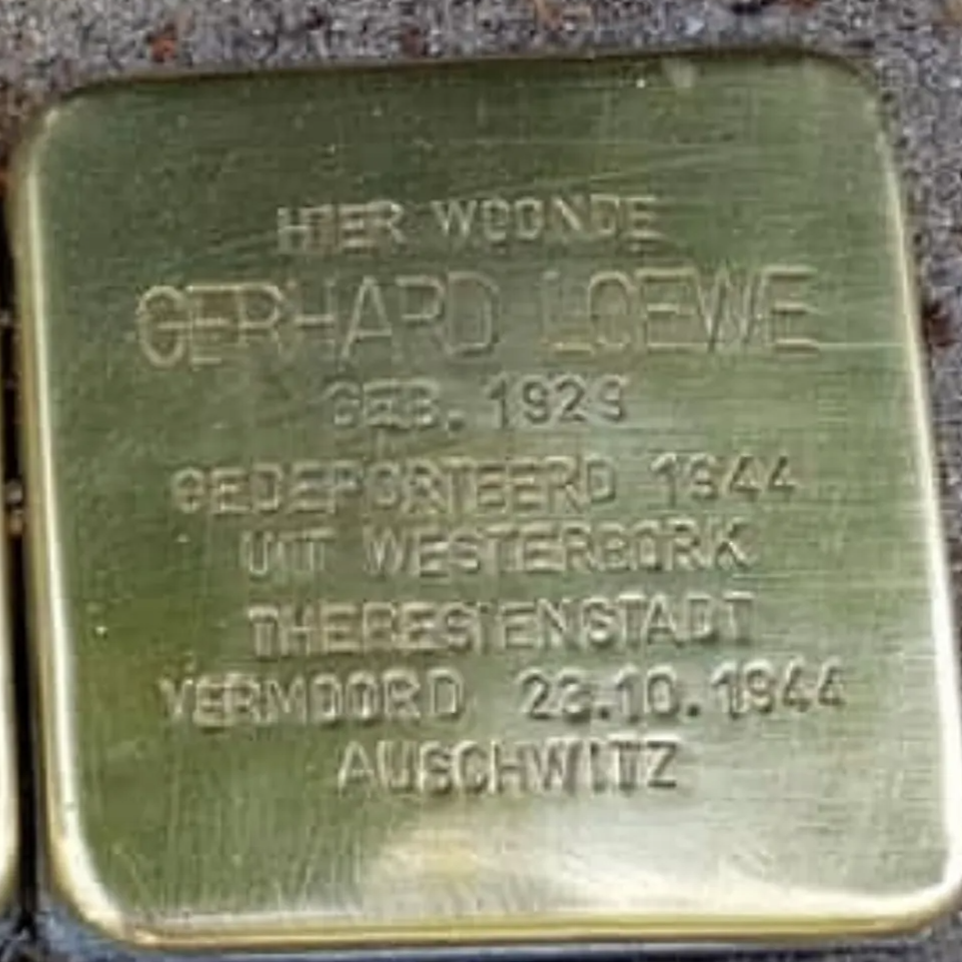 HIER WOONDE
GERHARD LOEWE
GEB. 1929
GEDEPORTEERD 1944
UIT WESTERBORK
THERESIENSTADT
VERMOORD 23.10.1944
AUSCHWITZ